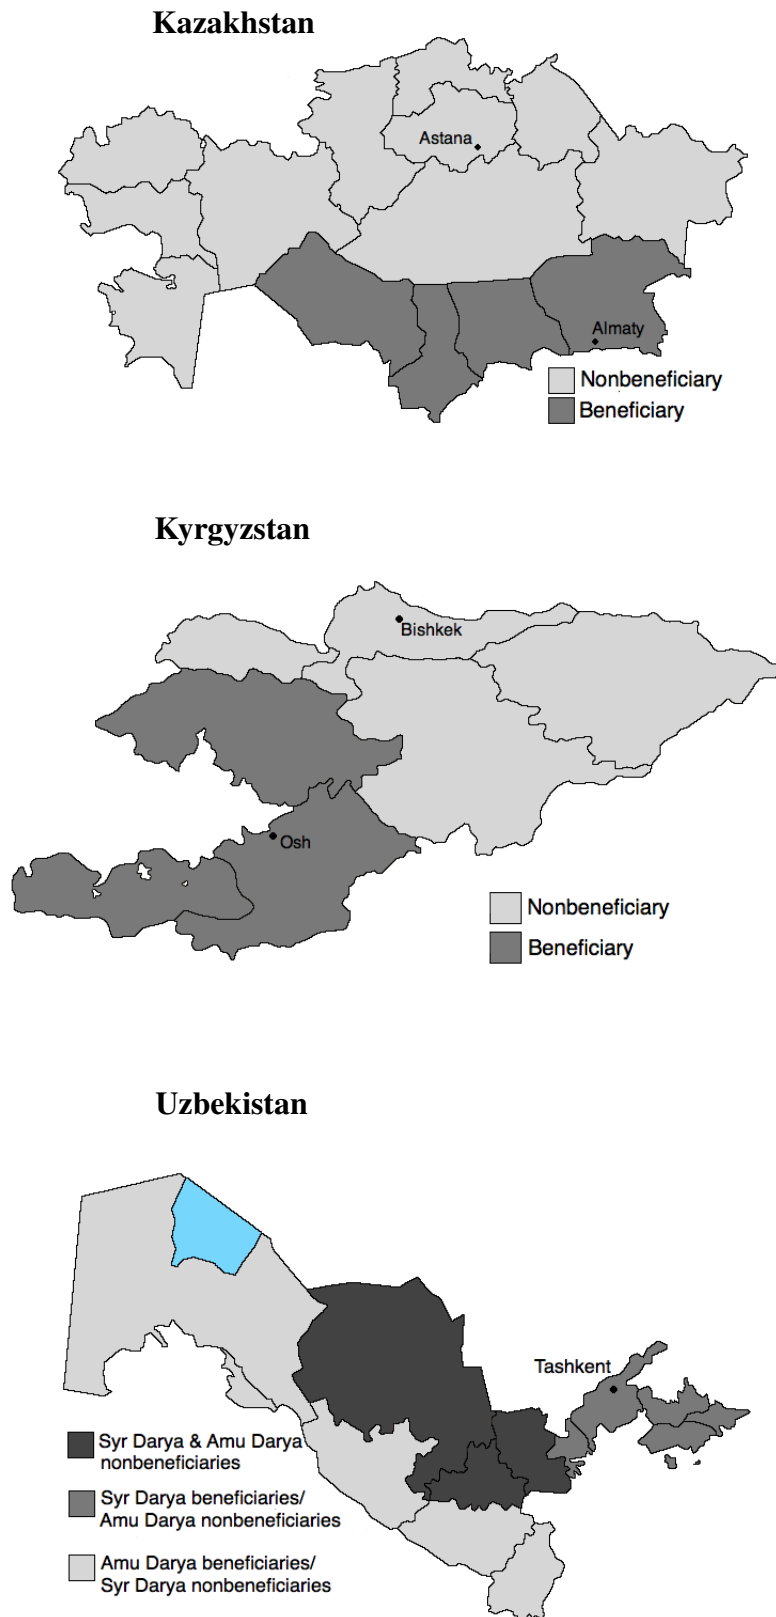 Kazakhstan
Astana
Almaty
Nonbeneficiary
Beneficiary
Kyrgyzstan
Bishkek
Osh
Nonbeneficiary
Beneficiary
Uzbekistan
Tashkent
Syr Darya & Amu Darya
nonbeneficiaries
Syr Darya beneficiaries/
Amu Darya nonbeneficiaries
Amu Darya beneficiaries/
Syr Darya nonbeneficiaries